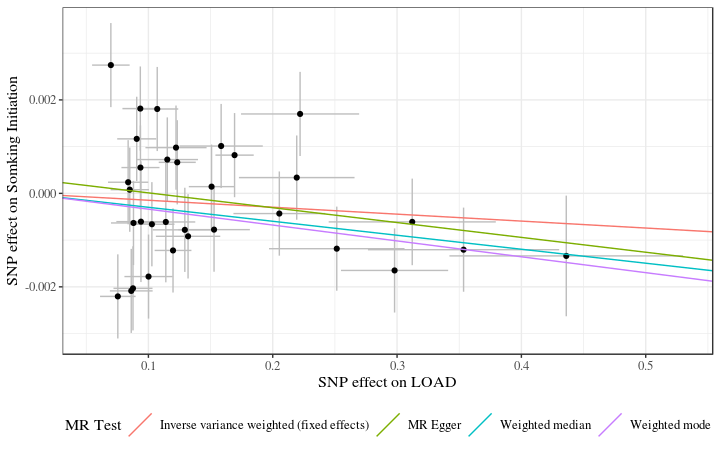 SNP effect on Somking Initiation
0.002
0.000
-0.002
0.1 0.2 0.3 0.4 0.5
SNP effect on LOAD
MR Test Inverse variance weighted (fixed effects) MR Egger Weighted median Weighted mode